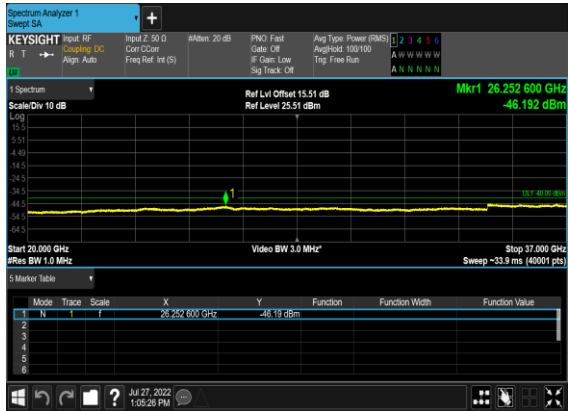 Spectrum Analyzer 1
Swept SA
+
KEYSIGHT Input: RF Input Z: 50 Ω #Atten: 20 dB PNO: Fast Avg Type: Power (RMS) 1 2 3 4 5 6
R T Coupling: DC Corr CCorr Gate: Off Avg|Hold: 100/100 A W W W W W
Align: Auto Freq Ref: Int (S) IF Gain: Low Trig: Free Run
LU Sig Track: Off A N N N N N
1 Spectrum Ref Lvl Offset 15.51 dB Mkr1 26.252 600 GHz
Scale/Div 10 dB Ref Level 25.51 dBm -46.192 dBm
Log
15.5
5.51
-4.49
-14.5
-24.5
-34.5
-44.5
-54.5
-64.5
1
Start 20.000 GHz Video BW 3.0 MHz* Stop 37.000 GHz
#Res BW 1.0 MHz Sweep ~33.9 ms (40001 pts)
5 Marker Table
Mode Trace Scale X Y Function Function Width Function Value
1 N 1 f 26.252 600 GHz -46.19 dBm
2
3
4
5
6
? Jul 27, 2022
1:05:26 PM